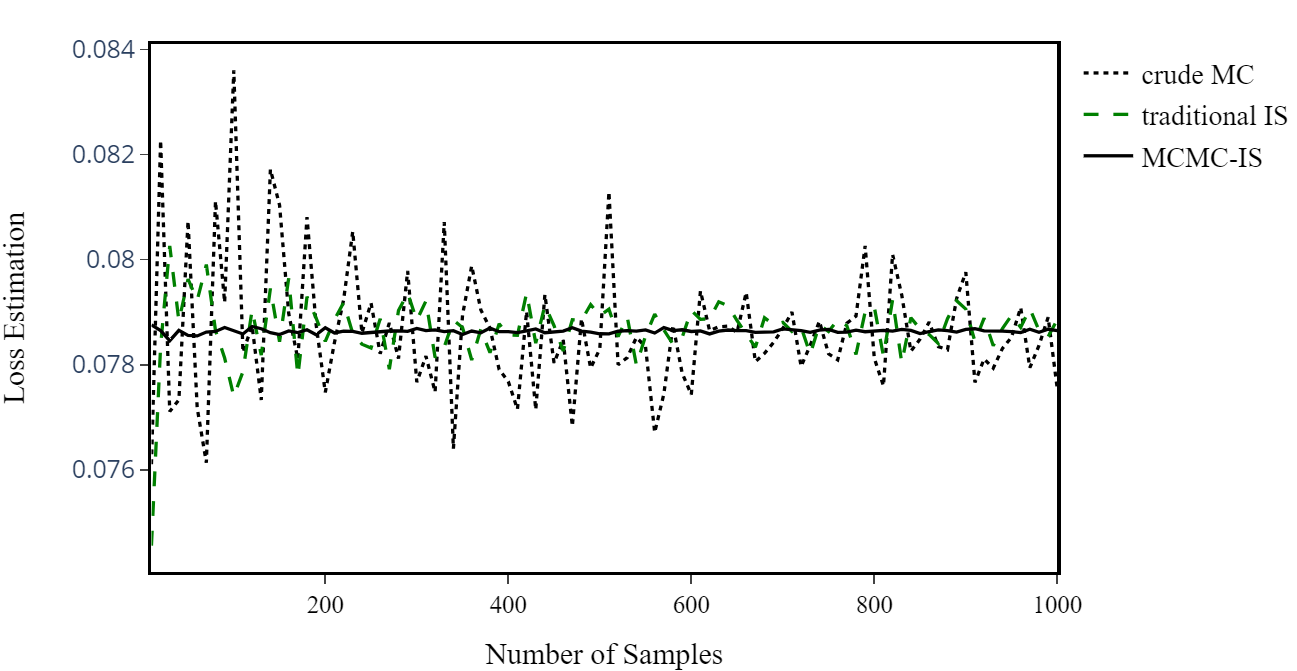 0.084
0.082
0.08
0.078
0.076
Loss Estimation
200
400
600
800
1000
Number of Samples
crude MC
traditional IS
MCMC-IS